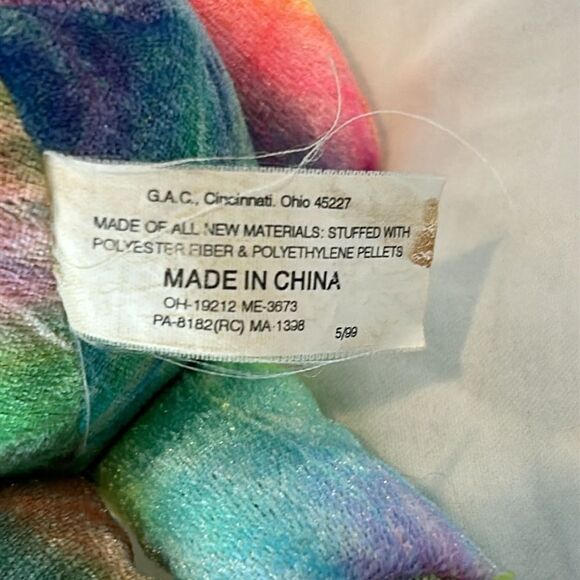 G.A.C., Cincinnati, Ohio 45227
MADE OF ALL NEW MATERIALS: STUFFED WITH
POLYESTER FIBER & POLYETHYLENE PELLETS
MADE IN CHINA
OH-19212 ME-3673
PA-8182(RC) MA-1398
5/99